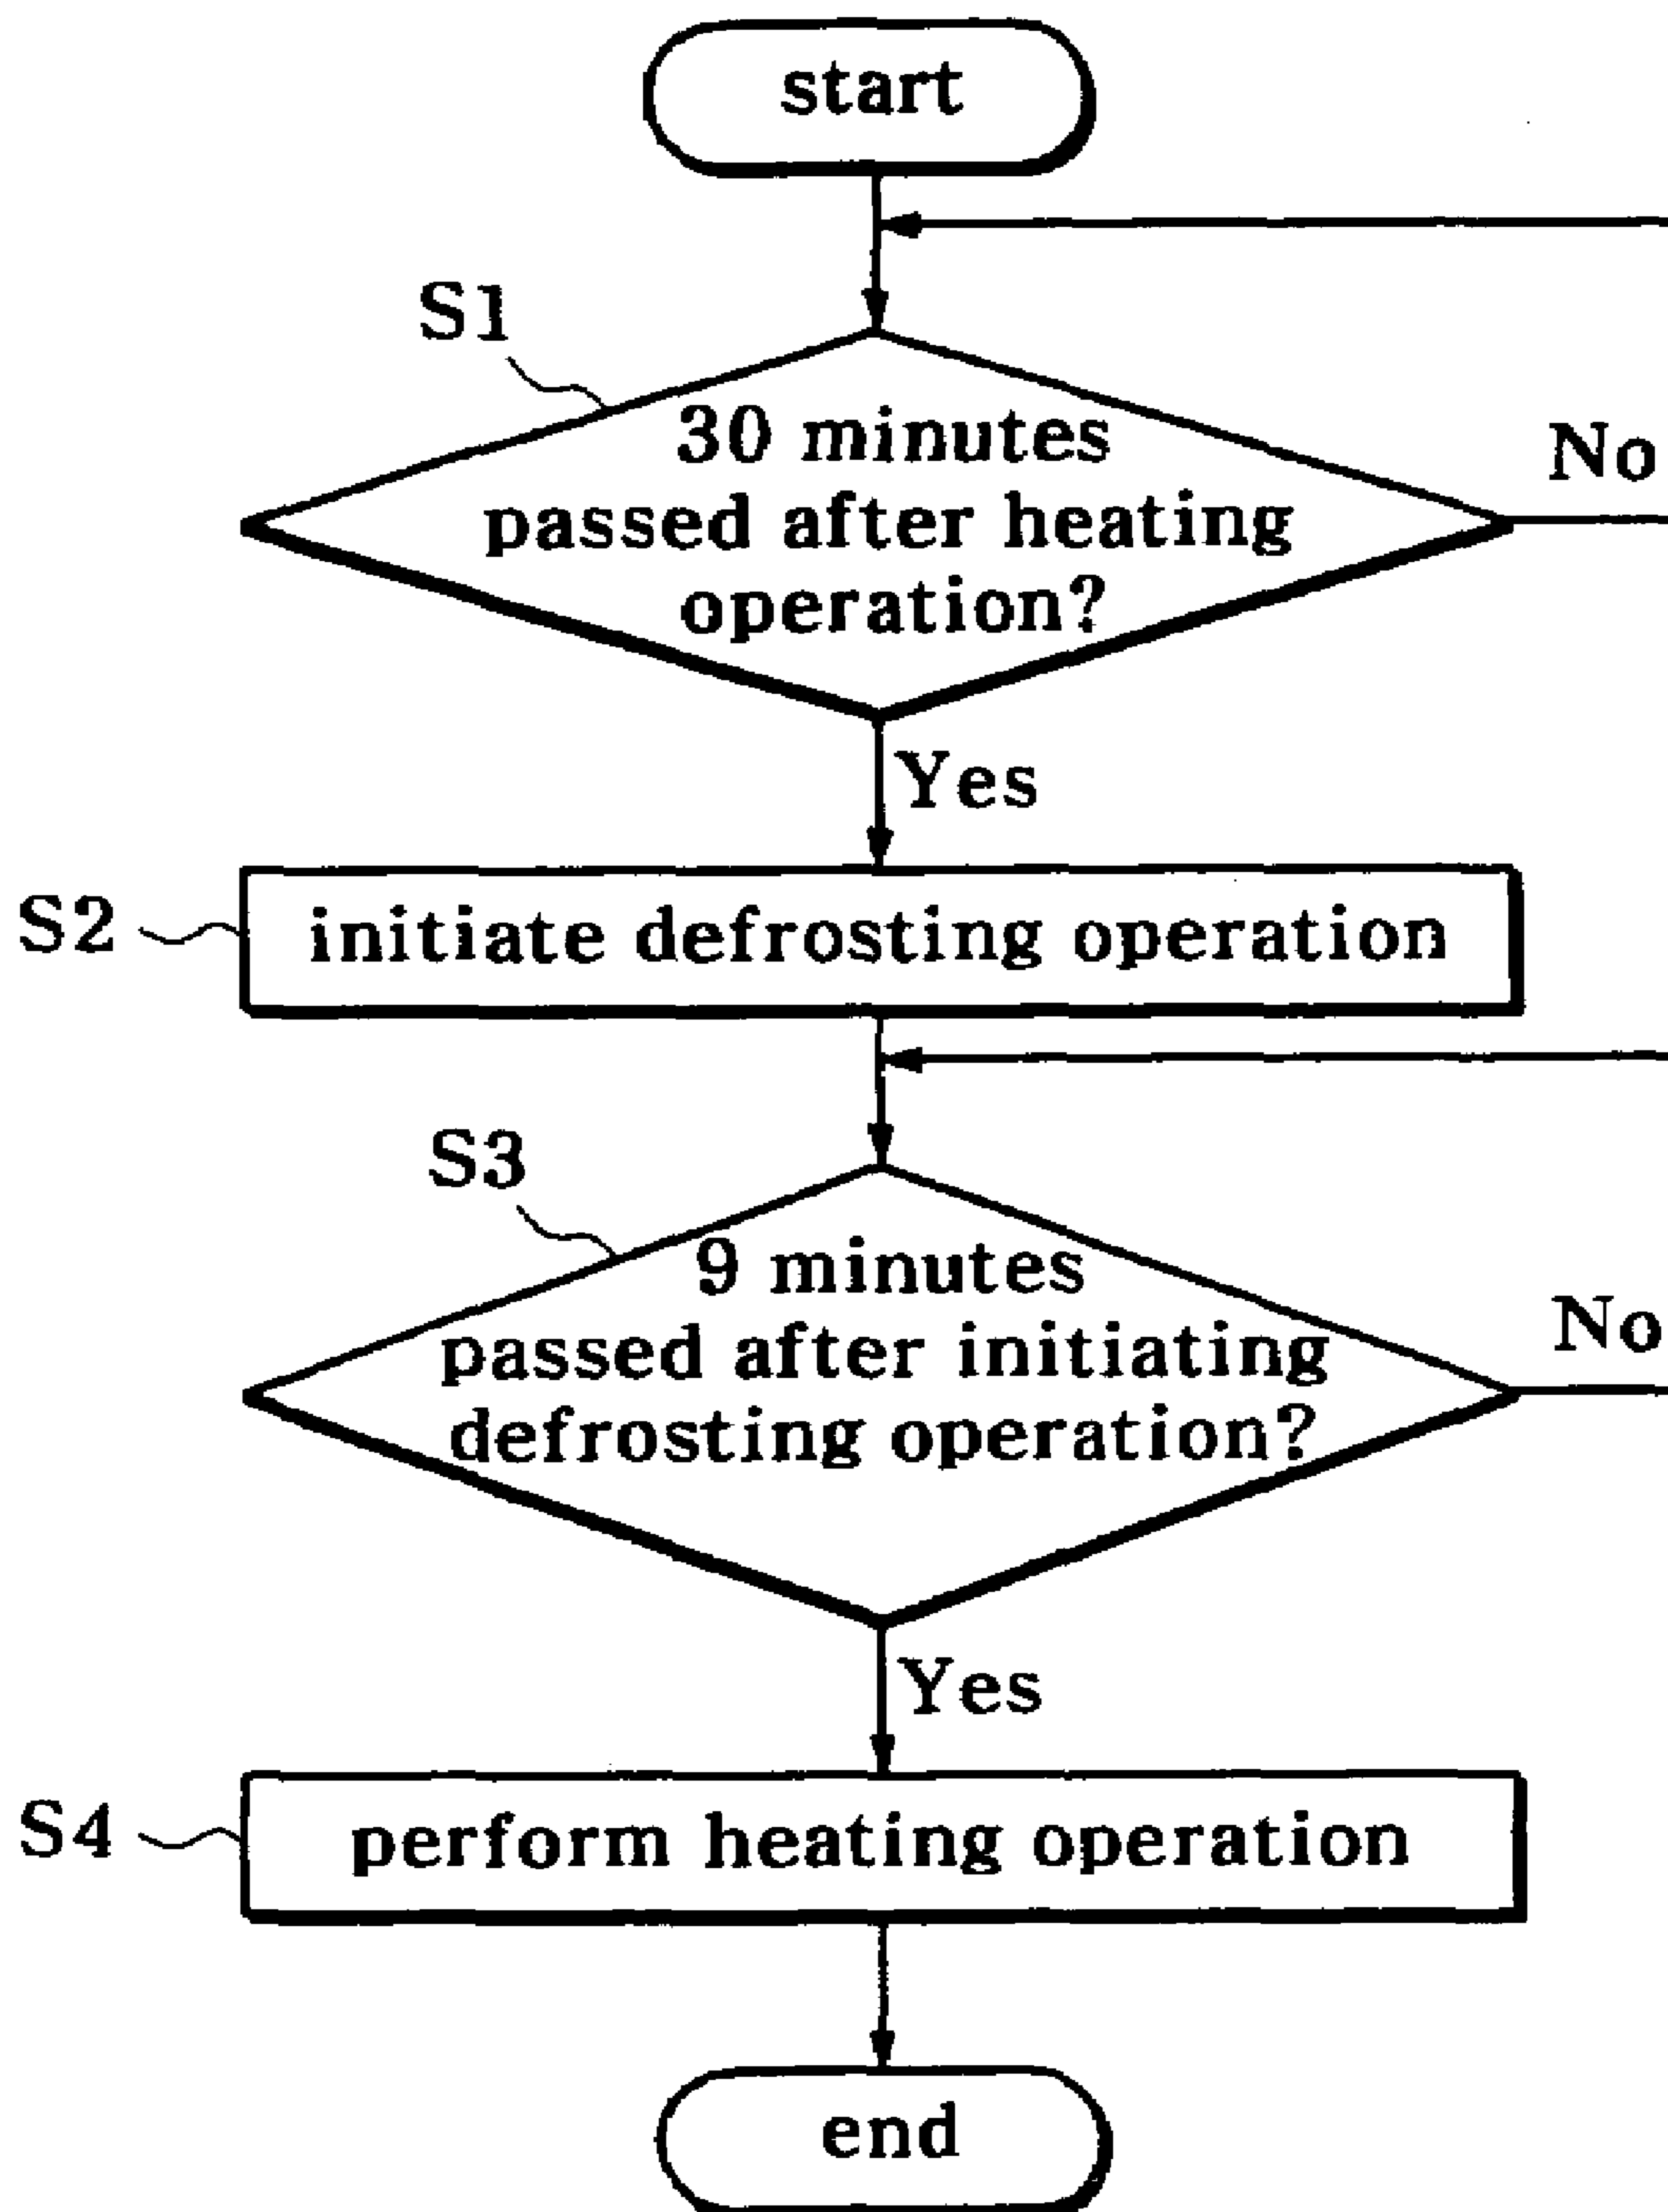 start
S1
30 minutes
passed after heating
operation?
No
Yes
S2
initiate defrosting operation
S3
9 minutes
passed after initiating
defrosting operation?
No
Yes
S4
perform heating operation
end